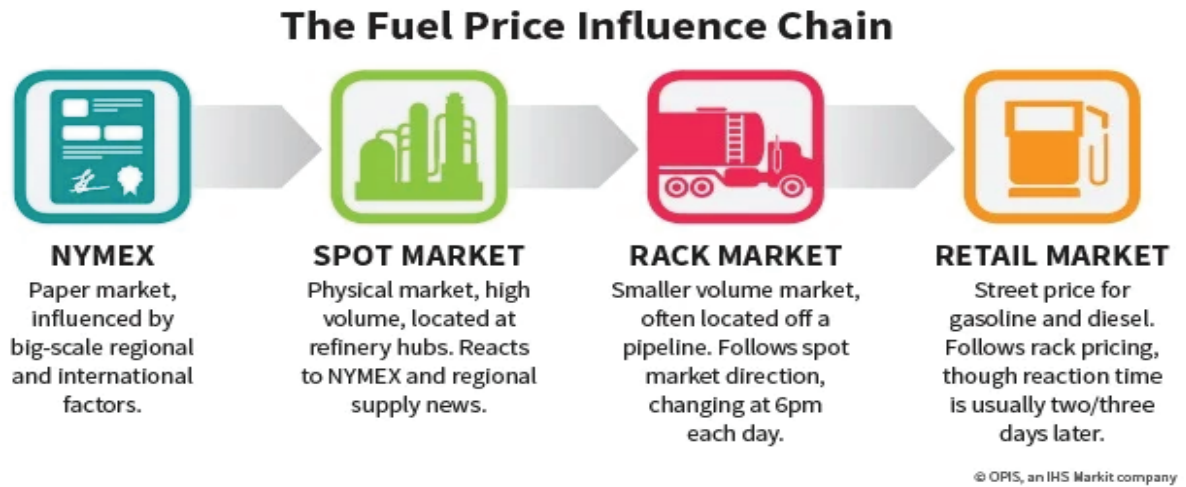 The Fuel Price Influence Chain
NYMEX
Paper market,
influenced by
big-scale regional
and international
factors.
SPOT MARKET
Physical market, high
volume, located at
refinery hubs. Reacts
to NYMEX and regional
supply news.
RACK MARKET
Smaller volume market,
often located off a
pipeline. Follows spot
market direction,
changing at 6pm
each day.
RETAIL MARKET
Street price for
gasoline and diesel.
Follows rack pricing,
though reaction time
is usually two/three
days later.
© OPIS, an IHS Markit company